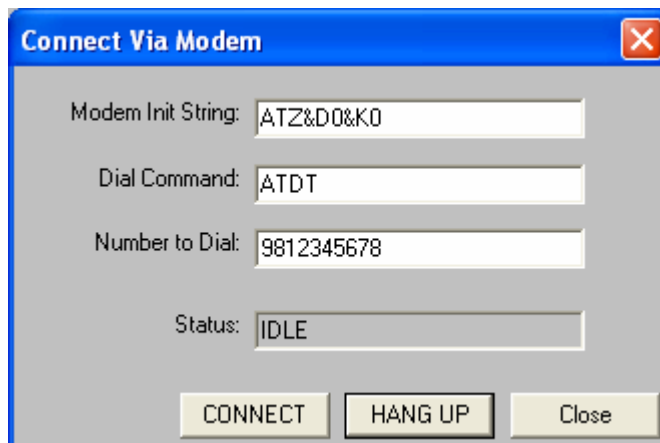 Connect Via Modem
Modem Init String: ATZ&D0&K0
Dial Command: ATDT
Number to Dial: 9812345678
Status: IDLE
CONNECT HANG UP Close